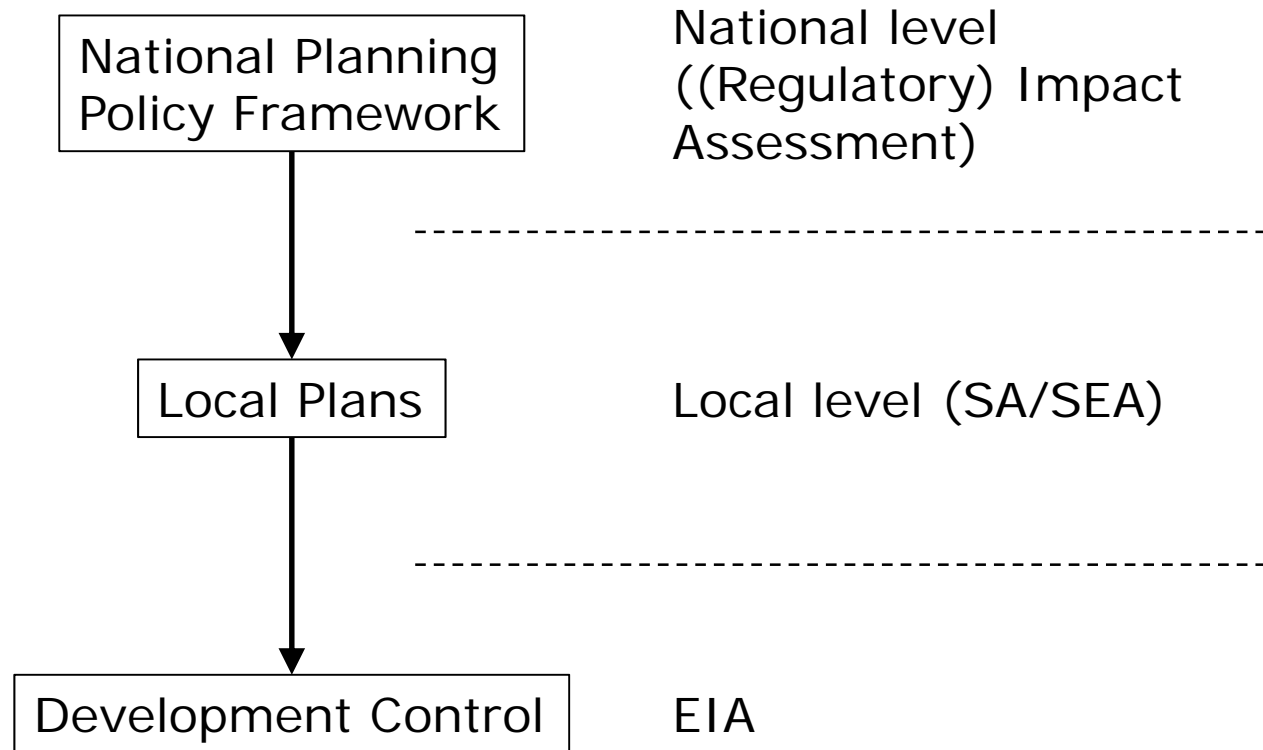 National Planning
Policy Framework
National level
((Regulatory) Impact
Assessment)
Local Plans
Local level (SA/SEA)
Development Control
EIA